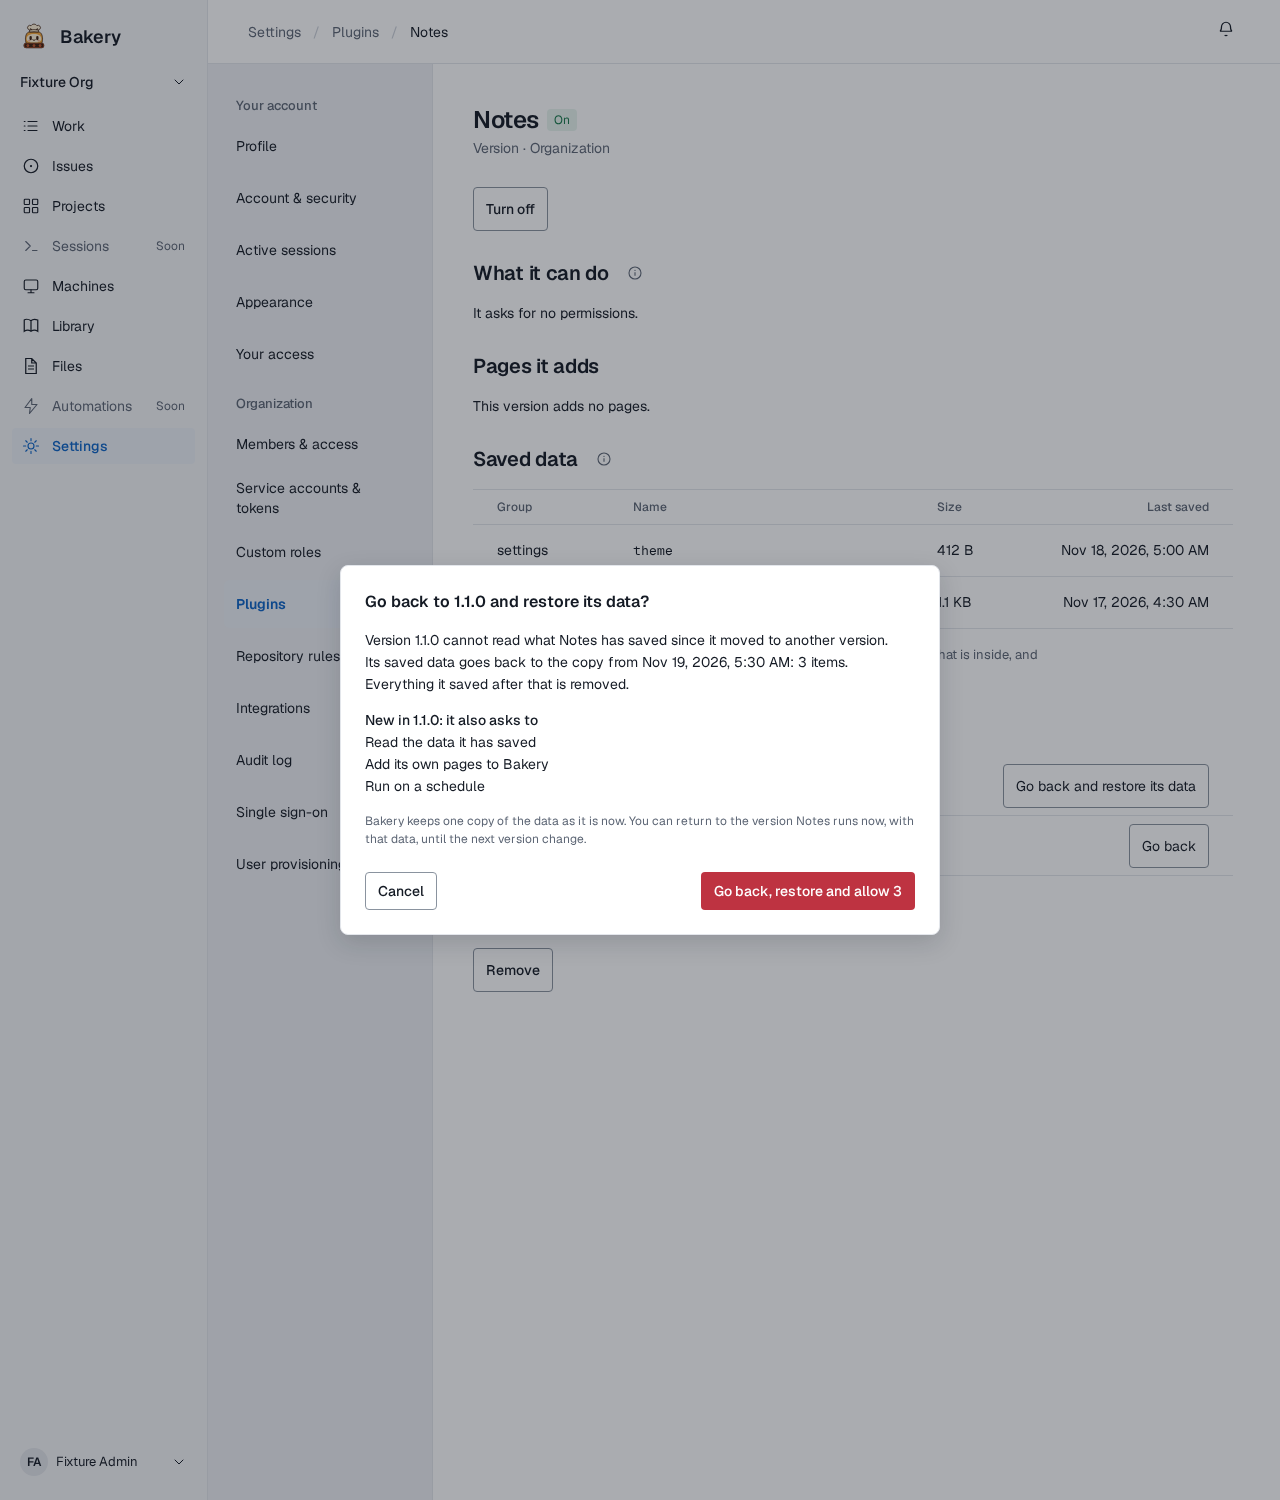 Bakery
Fixture Org
Work
Issues
Projects
Sessions Soon
Machines
Library
Files
Automations Soon
Settings
FA Fixture Admin
Settings / Plugins / Notes
Your account
Profile
Account & security
Active sessions
Appearance
Your access
Organization
Members & access
Service accounts &
tokens
Custom roles
Plugins
Repository rules
Integrations
Audit log
Single sign-on
User provisioning
Notes On
Version · Organization
Turn off
What it can do
It asks for no permissions.
Pages it adds
This version adds no pages.
Saved data
Group Name Size Last saved
settings theme 412 B Nov 18, 2026, 5:00 AM
1.1 KB Nov 17, 2026, 4:30 AM
is inside, and
Go back to 1.1.0 and restore its data?
Version 1.1.0 cannot read what Notes has saved since it moved to another version.
Its saved data goes back to the copy from Nov 19, 2026, 5:30 AM: 3 items.
Everything it saved after that is removed.
New in 1.1.0: it also asks to
Read the data it has saved
Add its own pages to Bakery
Run on a schedule
Bakery keeps one copy of the data as it is now. You can return to the version Notes runs now, with
that data, until the next version change.
Cancel Go back, restore and allow 3
Go back and restore its data
Go back
Remove